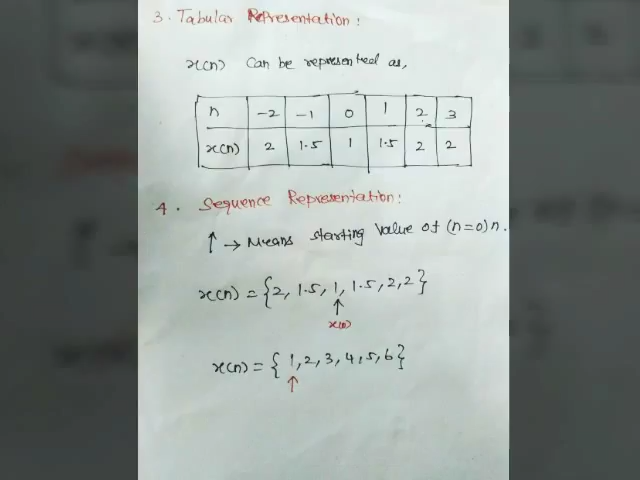 3. Tabular Representation:
x(n) Can be represented as,
n -2 -1 0 1 2 3
x(n) 2 1.5 1 1.5 2 2
4. Sequence Representation:
↑ → Means starting value of (n=0) n.
x(n) = {2, 1.5, 1, 1.5, 2, 2}
↑
x(0)
x(n) = { 1, 2, 3, 4, 5, 6}
↑